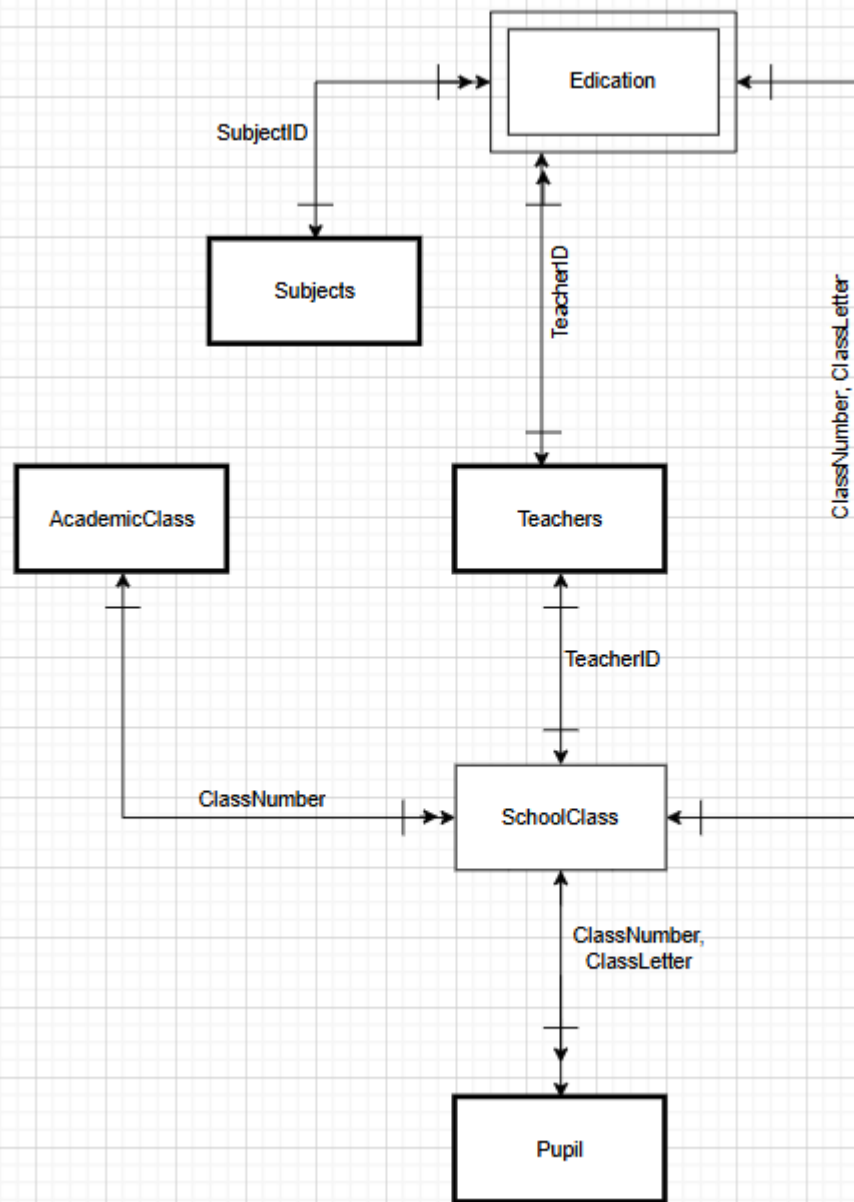 Edication
SubjectID
Subjects
TeacherID
ClassNumber, ClassLetter
AcademicClass
Teachers
TeacherID
ClassNumber
SchoolClass
ClassNumber,
ClassLetter
Pupil